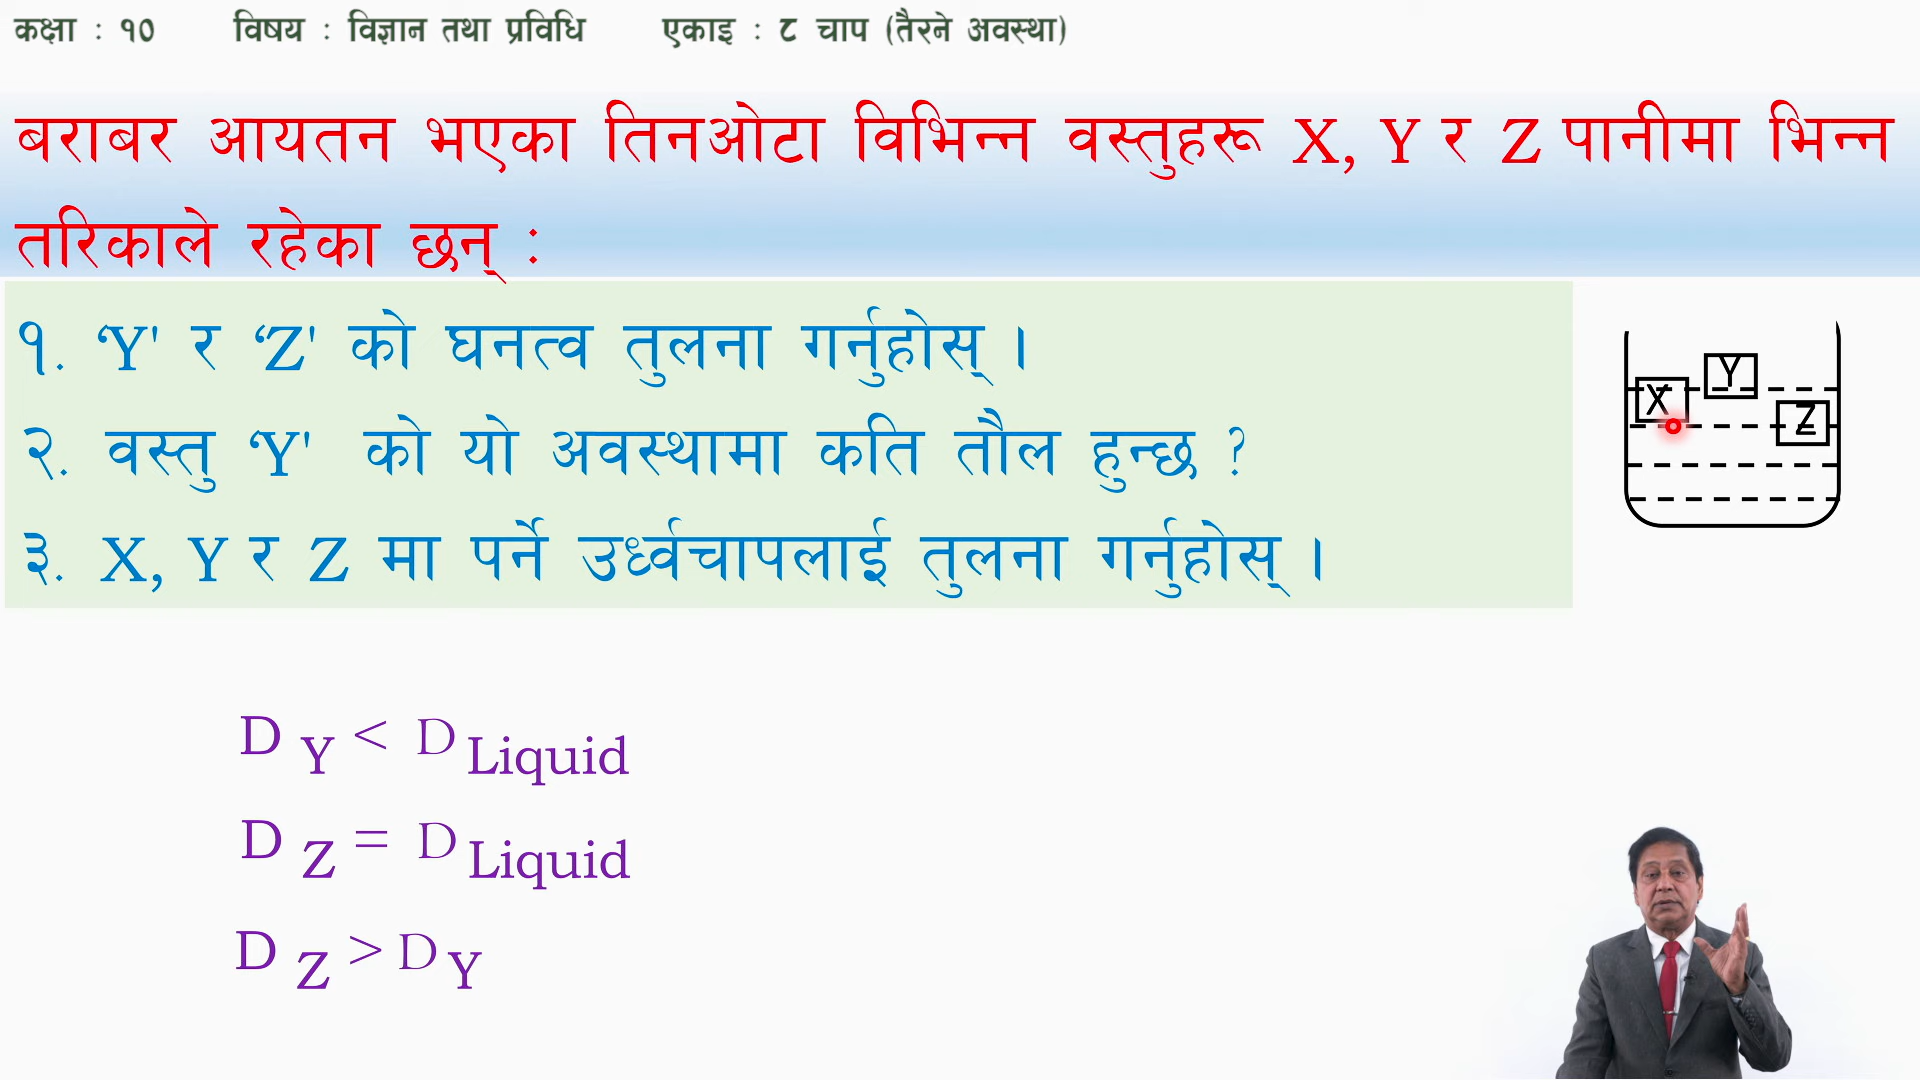 कक्षा : १० विषय : विज्ञान तथा प्रविधि एकाइ : ८ चाप (तैरने अवस्था)
बराबर आयतन भएका तिनओटा विभिन्न वस्तुहरू X, Y र Z पानीमा भिन्न
तरिकाले रहेका छन् :
१. ‘Y' र ‘Z' को घनत्व तुलना गर्नुहोस् ।
२. वस्तु ‘Y' को यो अवस्थामा कति तौल हुन्छ ?
३. X, Y र Z मा पर्ने उर्ध्वचापलाई तुलना गर्नुहोस् ।
Y
X
Z
D Y < D Liquid
D Z = D Liquid
D Z > D Y